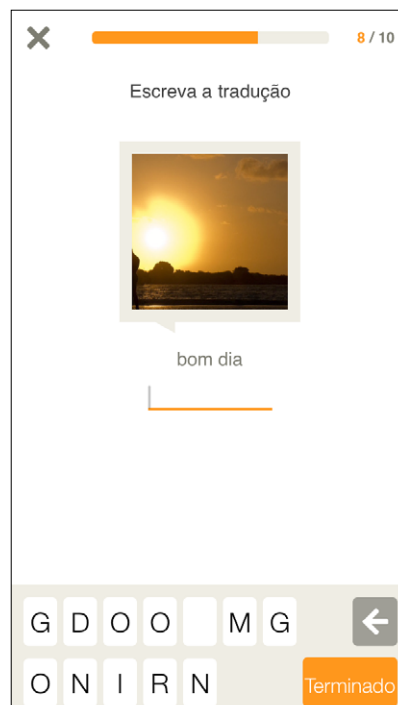 8 / 10
Escreva a tradução
bom dia
G D O O M G
O N I R N
Terminado